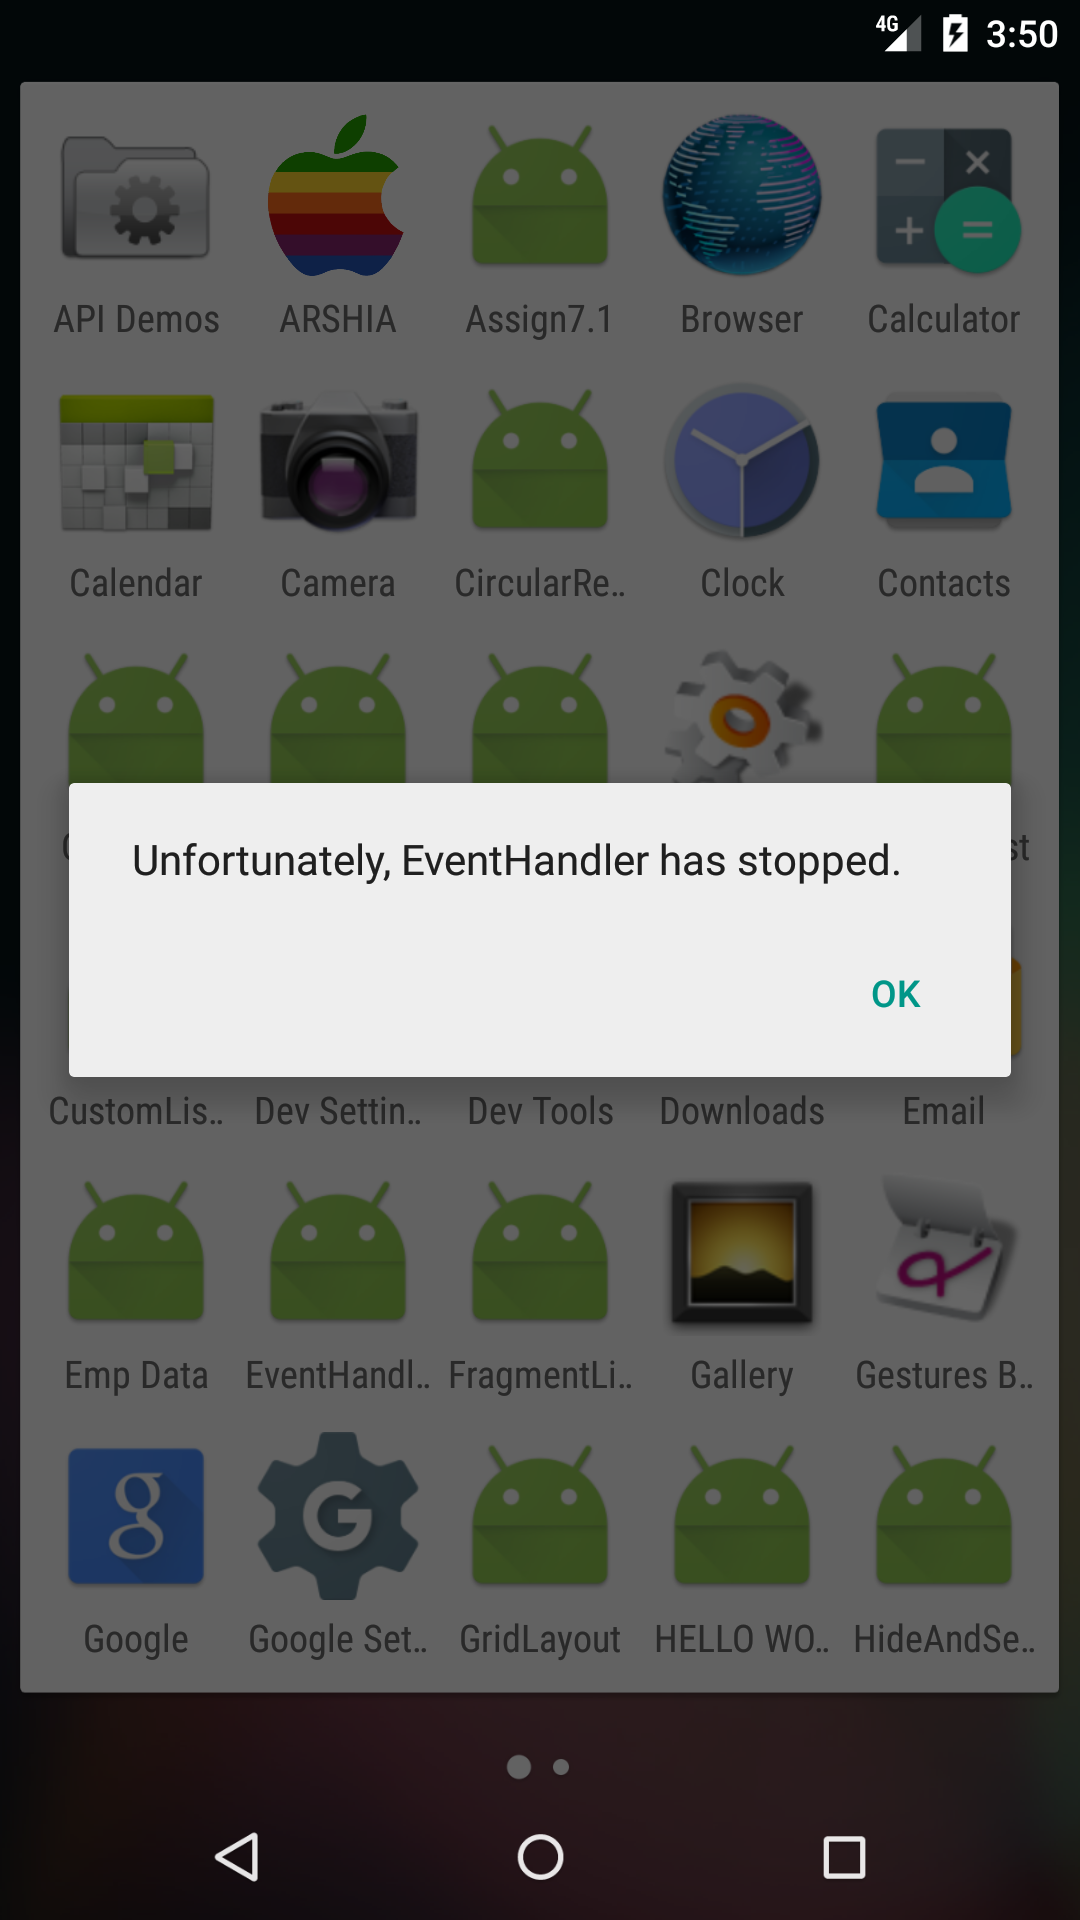 4G 3:50
API Demos ARSHIA Assign7.1 Browser Calculator
Calendar Camera CircularRe.. Clock Contacts
Unfortunately, EventHandler has stopped.
OK
CustomLis.. Dev Settin.. Dev Tools Downloads Email
Emp Data EventHandl.. FragmentLi.. Gallery Gestures B..
Google Google Set.. GridLayout HELLO WO.. HideAndSe..